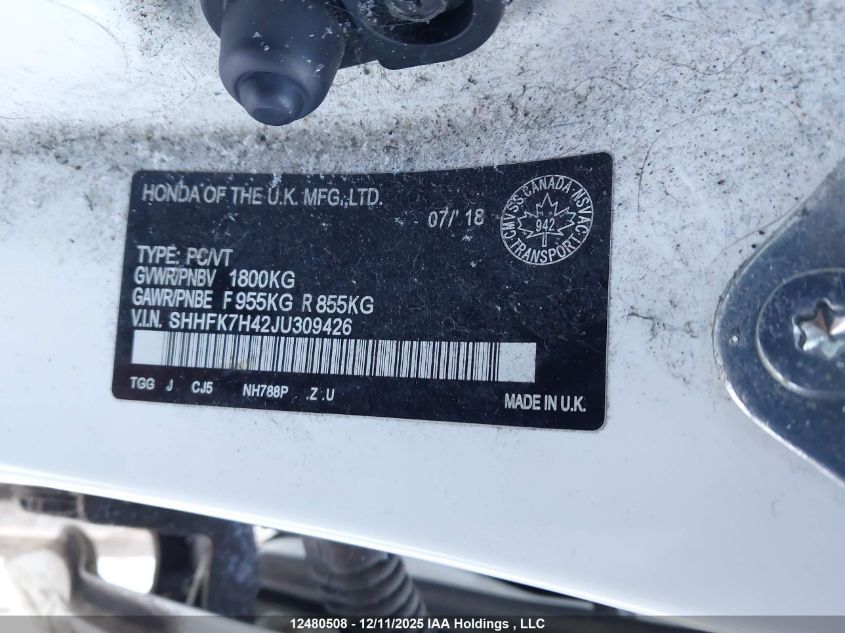 HONDA OF THE U.K. MFG.,LTD.
07/'18
CMVSS·CANADA·NSVAC·TRANSPORT
942
TYPE: PC/VT
GVWR/PNBV 1800KG
GAWR/PNBE F 955KG R 855KG
V.I.N. SHHFK7H42JU309426
TGG J CJ5 NH788P .Z .U
MADE IN U.K.
12480508 - 12/11/2025 IAA Holdings , LLC